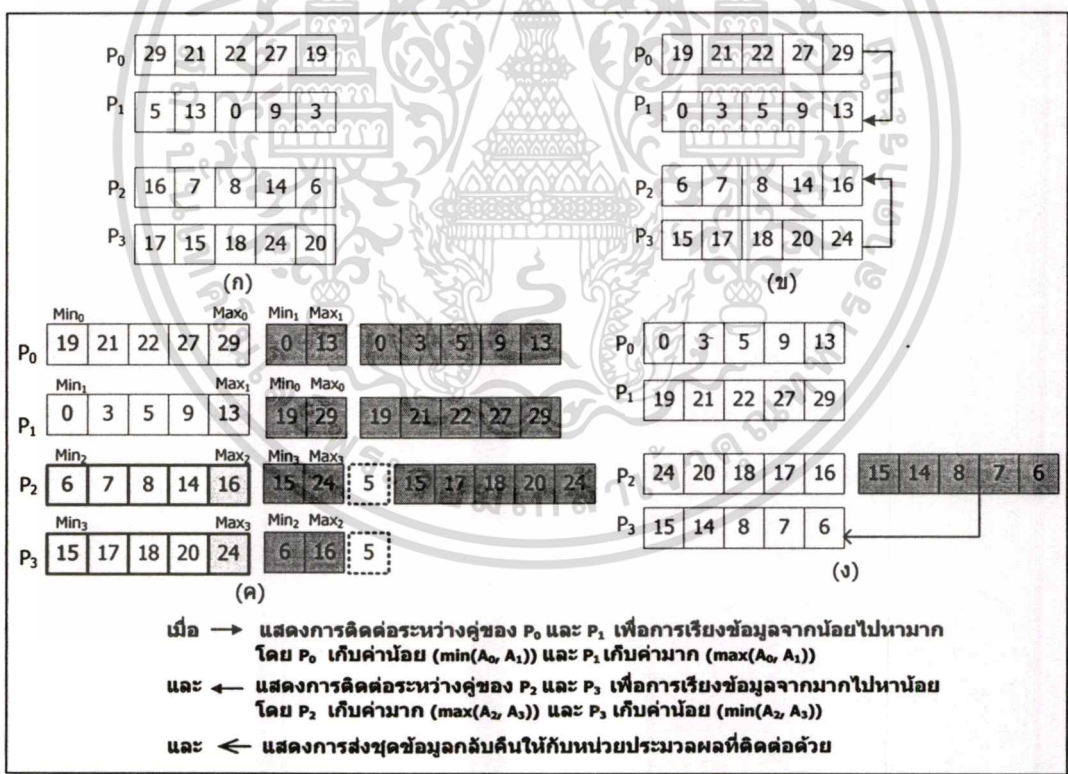 P0 29 21 22 27 19
P1 5 13 0 9 3
P2 16 7 8 14 6
P3 17 15 18 24 20
(ก)
P0 19 21 22 27 29
P1 0 3 5 9 13
P2 6 7 8 14 16
P3 15 17 18 20 24
(ข)
Min0 Max0 Min1 Max1
P0 19 21 22 27 29 0 13 0 3 5 9 13
Min1 Max1 Min0 Max0
P1 0 3 5 9 13 19 29 19 21 22 27 29
Min2 Max2 Min3 Max3
P2 6 7 8 14 16 15 24 5 15 17 18 20 24
Min3 Max3 Min2 Max2
P3 15 17 18 20 24 6 16 5
(ค)
P0 0 3 5 9 13
P1 19 21 22 27 29
P2 24 20 18 17 16 15 14 8 7 6
P3 15 14 8 7 6
(ง)
เมื่อ → แสดงการติดต่อระหว่างคู่ของ P0 และ P1 เพื่อการเรียงข้อมูลจากน้อยไปหามาก
โดย P0 เก็บค่าน้อย (min(A0, A1)) และ P1 เก็บค่ามาก (max(A0, A1))
และ ← แสดงการติดต่อระหว่างคู่ของ P2 และ P3 เพื่อการเรียงข้อมูลจากมากไปหาน้อย
โดย P2 เก็บค่ามาก (max(A2, A3)) และ P3 เก็บค่าน้อย (min(A2, A3))
และ ← แสดงการส่งชุดข้อมูลกลับคืนให้กับหน่วยประมวลผลที่ติดต่อด้วย